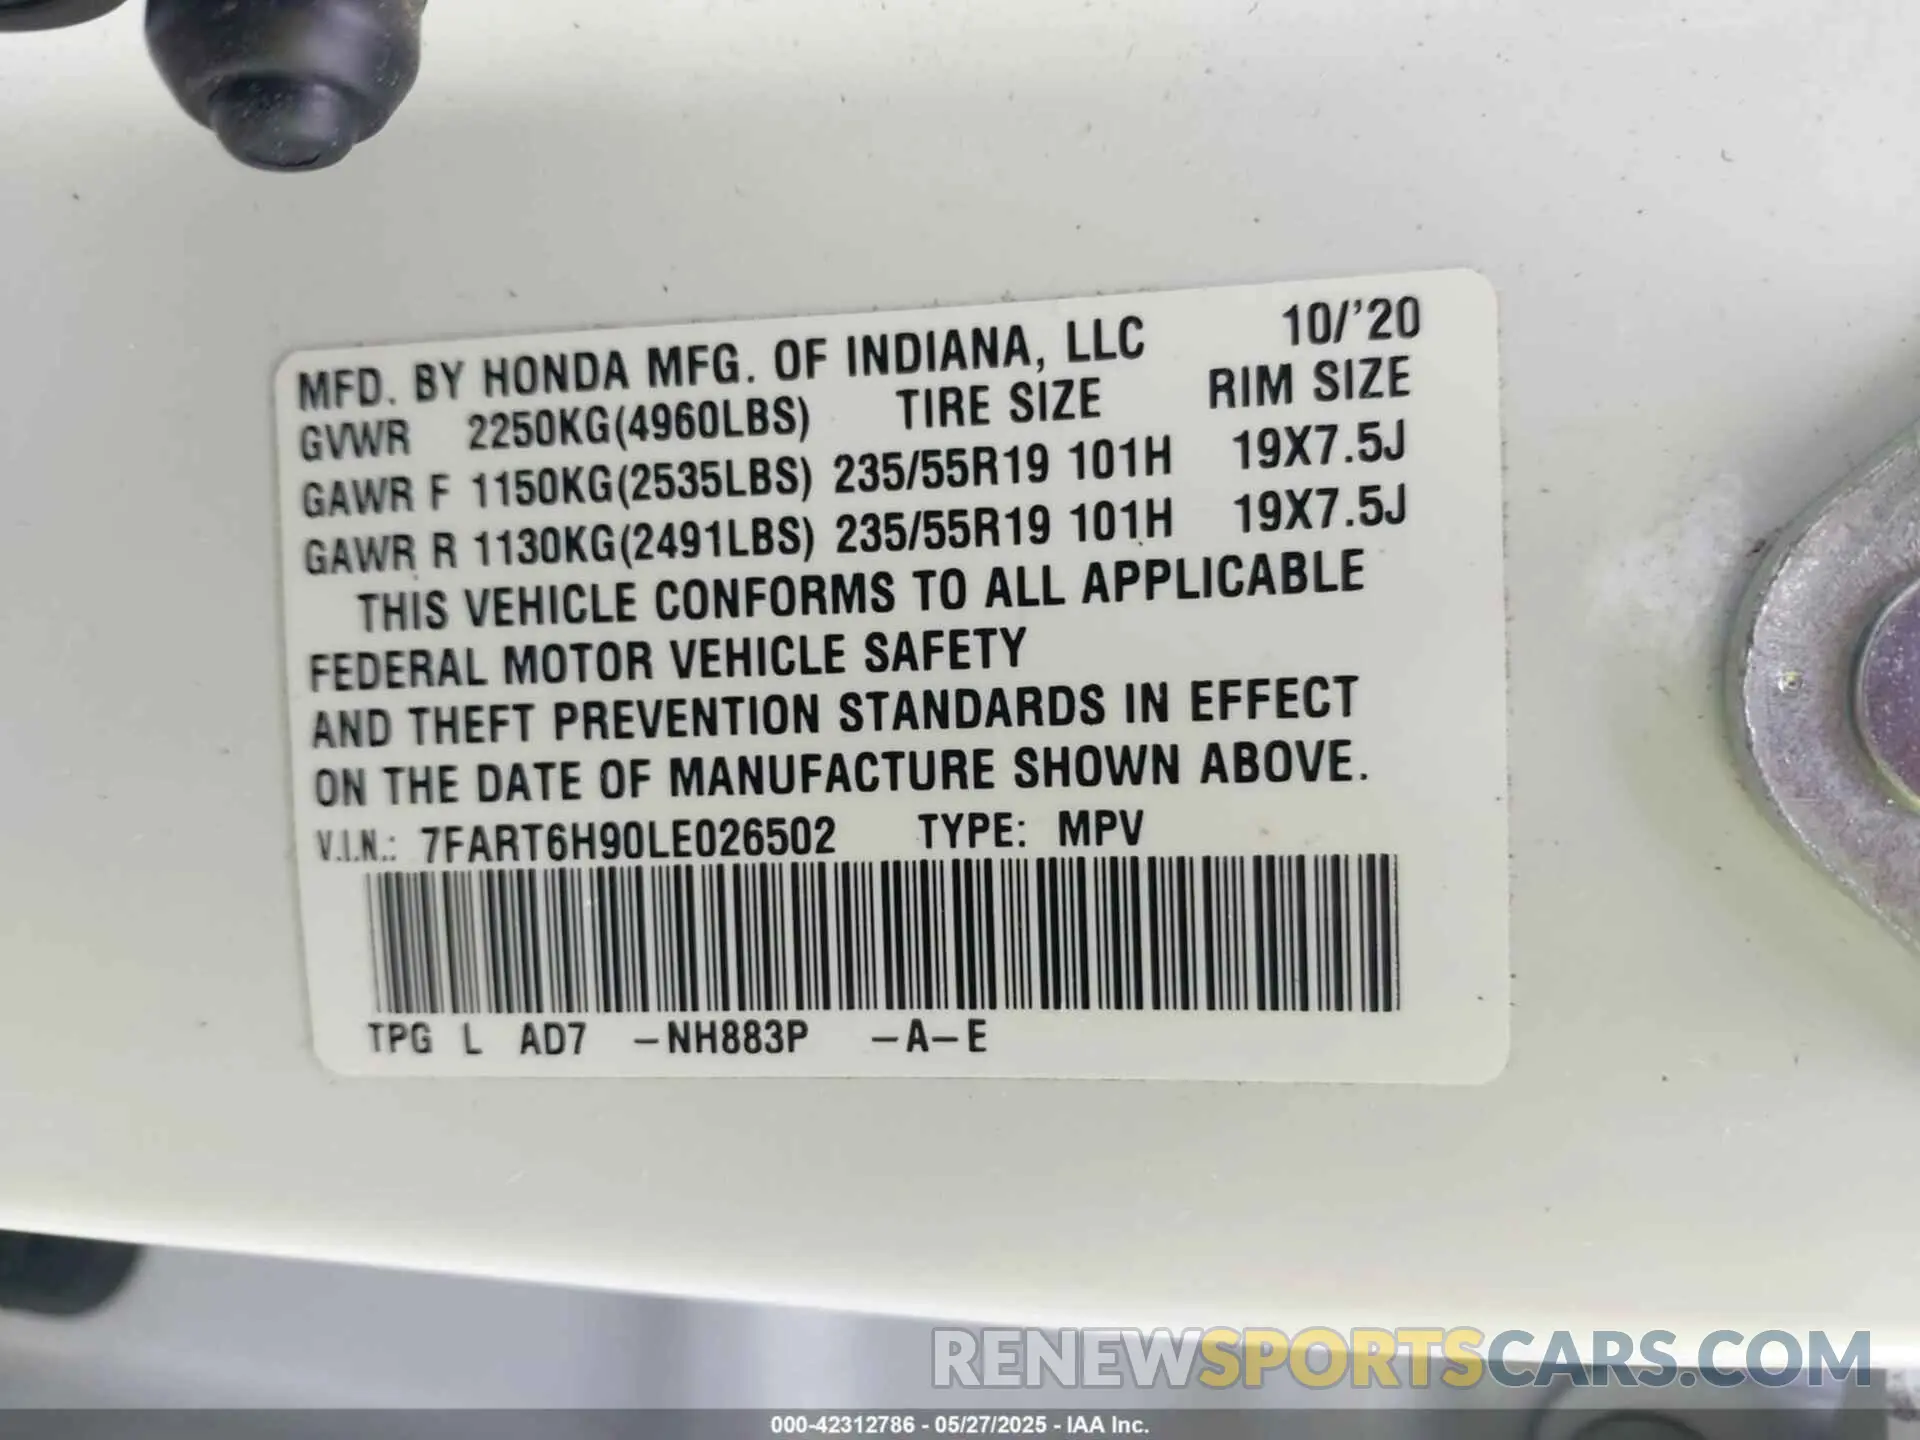 MFD. BY HONDA MFG. OF INDIANA, LLC 10/'20
GVWR 2250KG(4960LBS) TIRE SIZE RIM SIZE
GAWR F 1150KG(2535LBS) 235/55R19 101H 19X7.5J
GAWR R 1130KG(2491LBS) 235/55R19 101H 19X7.5J
THIS VEHICLE CONFORMS TO ALL APPLICABLE
FEDERAL MOTOR VEHICLE SAFETY
AND THEFT PREVENTION STANDARDS IN EFFECT
ON THE DATE OF MANUFACTURE SHOWN ABOVE.
V.I.N.: 7FART6H90LE026502 TYPE: MPV
TPG L AD7 -NH883P -A-E
RENEWSPORTSCARS.COM
000-42312786 - 05/27/2025 - IAA Inc.